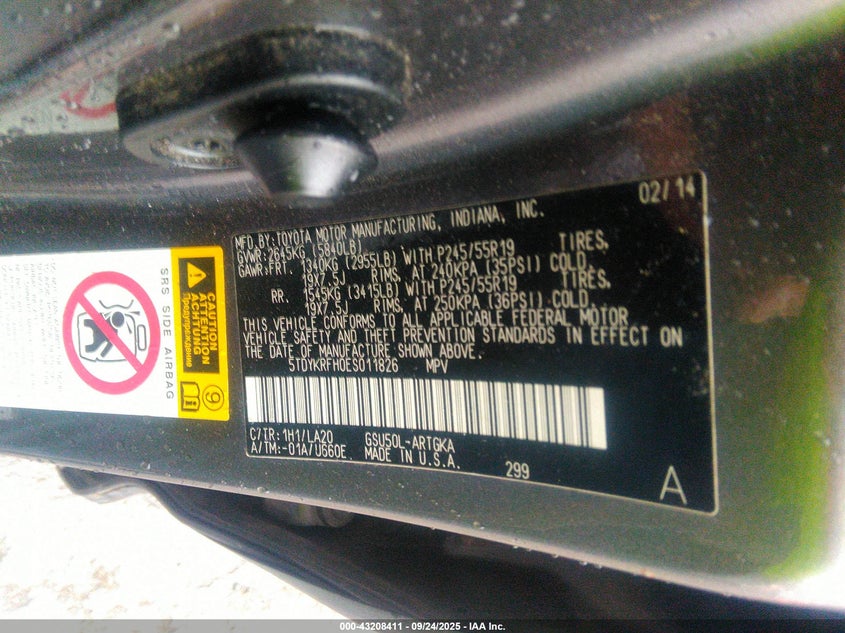 02/14
MFD.BY:TOYOTA MOTOR MANUFACTURING, INDIANA, INC.
GVWR:2645KG (5840LB)
GAWR:FRT. 1340KG (2955LB) WITH P245/55R19 TIRES,
19X7.5J RIMS, AT 240KPA (35PSI) COLD.
RR. 1545KG (3415LB) WITH P245/55R19 TIRES,
19X7.5J RIMS, AT 250KPA (36PSI) COLD.
THIS VEHICLE CONFORMS TO ALL APPLICABLE FEDERAL MOTOR
VEHICLE SAFETY AND THEFT PREVENTION STANDARDS IN EFFECT ON
THE DATE OF MANUFACTURE SHOWN ABOVE.
5TDYKRFH0ES011826 MPV
C/TR:1H1/LA20 GSU50L-ARTGKA
A/TM:-01A/U660E MADE IN U.S.A.
299
A
CAUTION
ATTENTION
ACHTUNG
Предупреждение
9
SRS SIDE AIRBAG
000-43208411 - 09/24/2025 - IAA Inc.